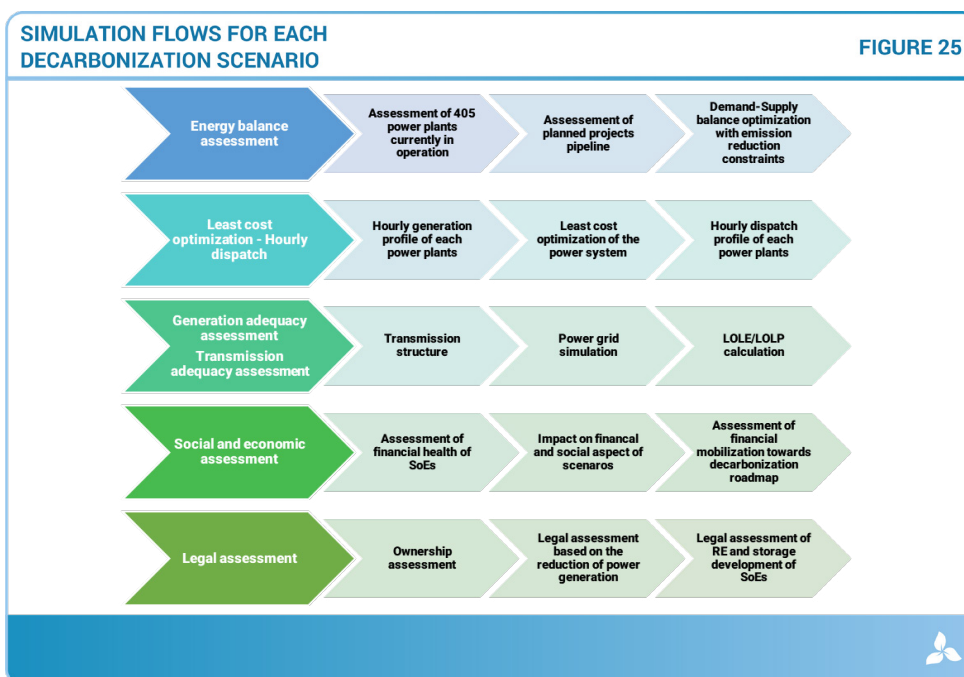 SIMULATION FLOWS FOR EACH
DECARBONIZATION SCENARIO
FIGURE 25
Energy balance
assessment
Assessment of 405
power plants
currently in
operation
Assessement of
planned projects
pipeline
Demand-Supply
balance optimization
with emission
reduction
constraints
Least cost
optimization - Hourly
dispatch
Hourly generation
profile of each
power plants
Least cost
optimization of the
power system
Hourly dispatch
profile of each
power plants
Generation adequacy
assessment
Transmission
adequacy assessment
Transmission
structure
Power grid
simulation
LOLE/LOLP
calculation
Social and economic
assessment
Assessment of
financial health of
SoEs
Impact on financal
and social aspect of
scenaros
Assessment of
financial
mobilization towards
decarbonization
roadmap
Legal assessment
Ownership
assessment
Legal assessment
based on the
reduction of power
generation
Legal assessment of
RE and storage
development of
SoEs